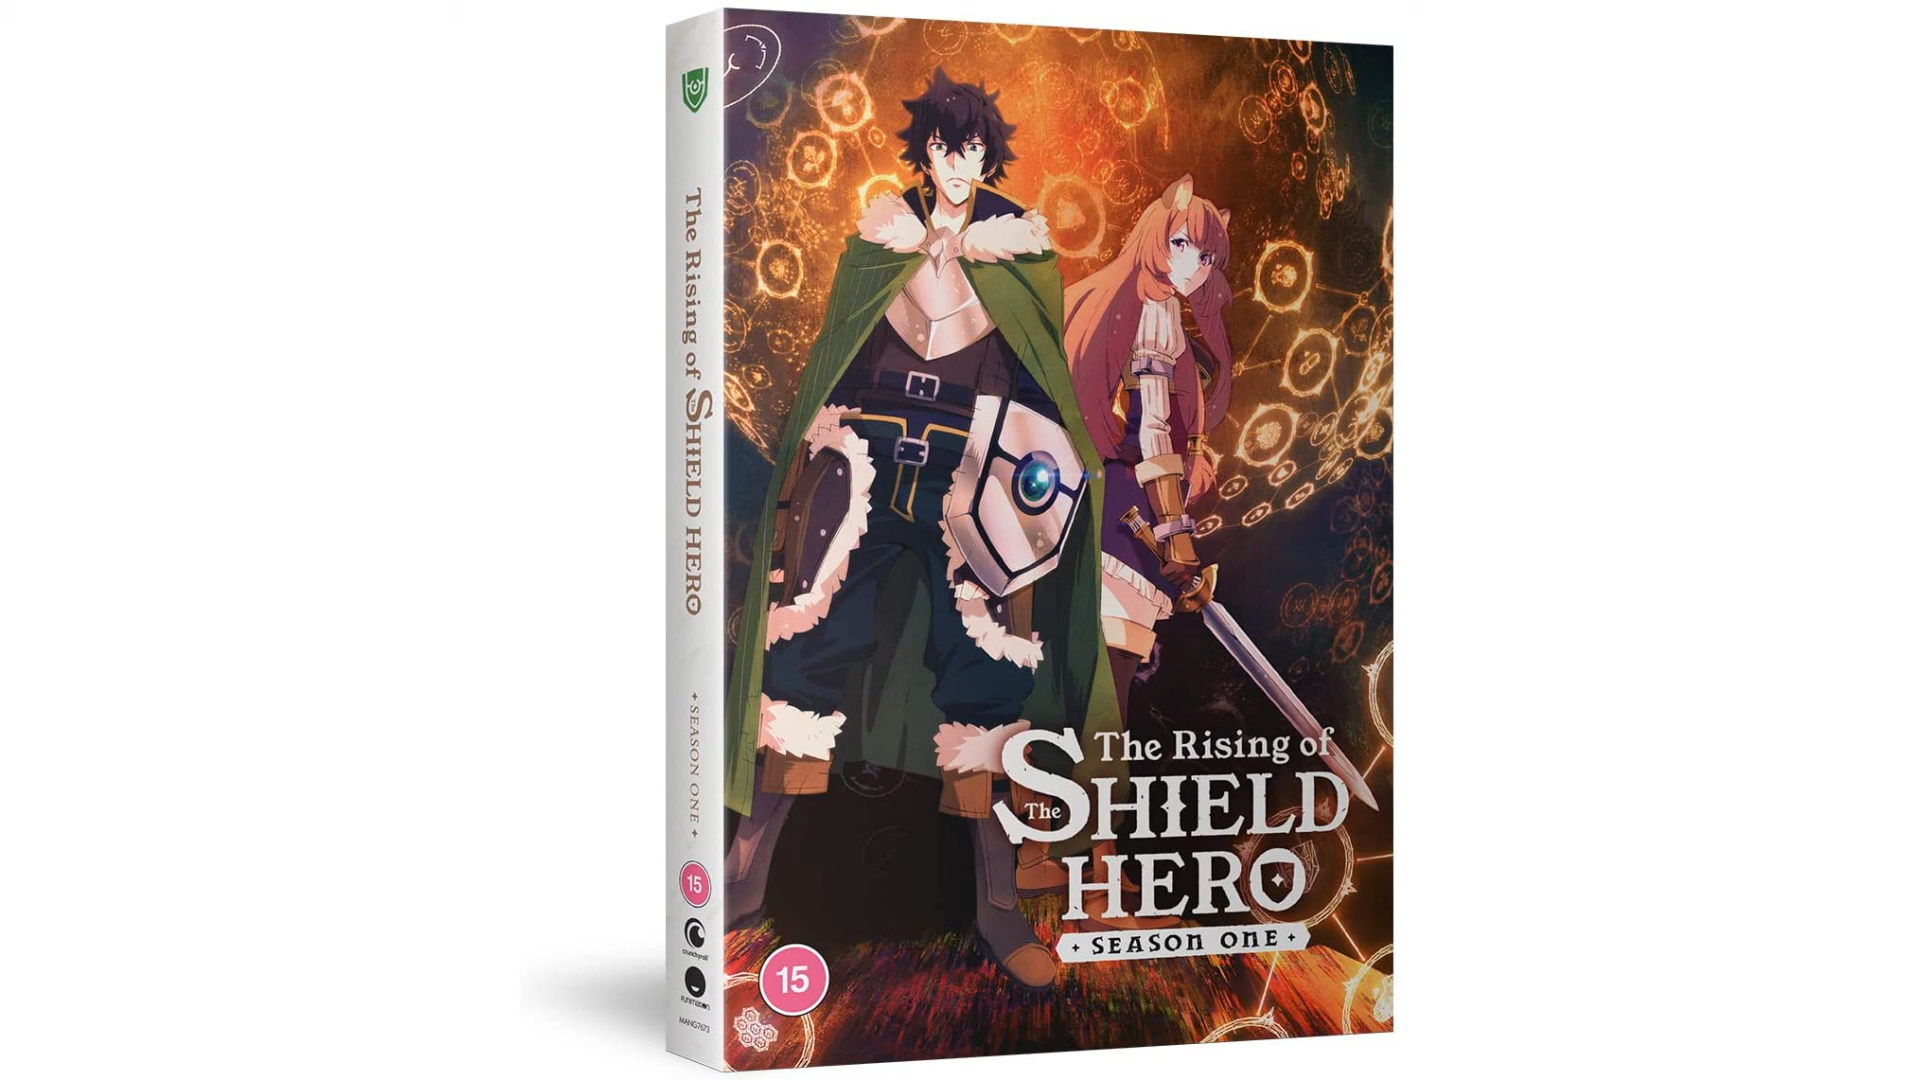 The Rising of The SHIELD HERO
✦ SEASON ONE ✦
15
crunchyroll
FUNIMATION
MANG7673
The Rising of
The SHIELD
HERO
✦ SEASON ONE ✦
15